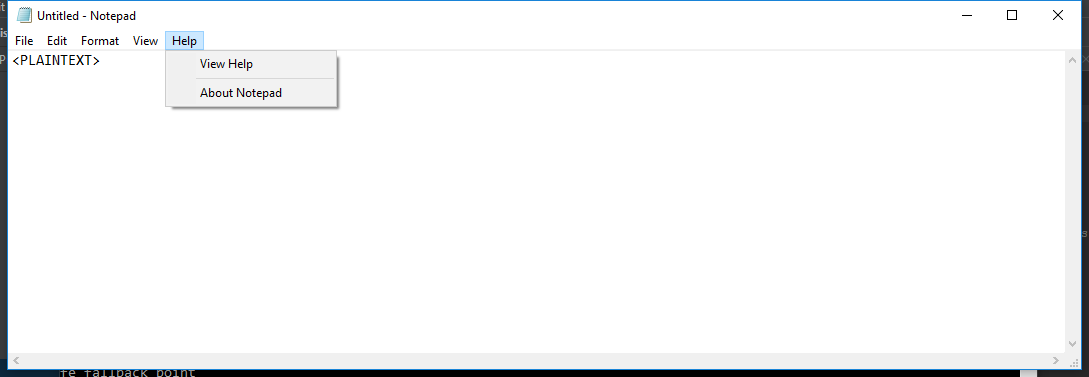 Untitled - Notepad
File Edit Format View Help
<PLAINTEXT>
View Help
About Notepad
fe fallback point